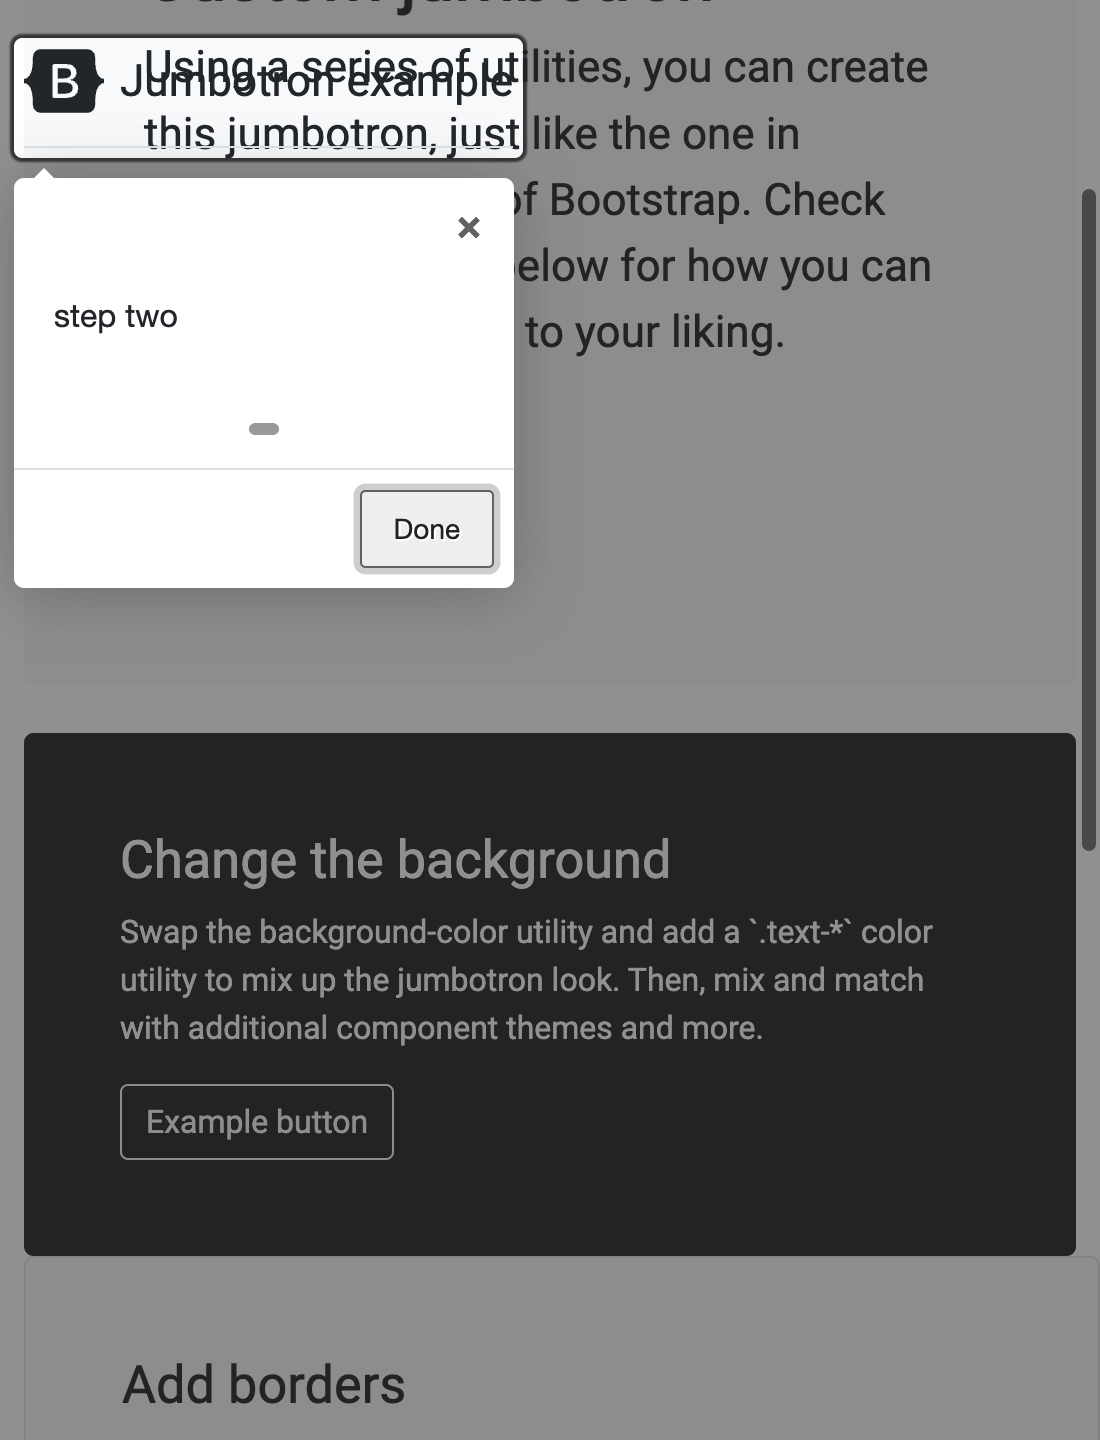 Custom jumbotron
B Jumbotron example
Using a series of utilities, you can create
this jumbotron, just like the one in
of Bootstrap. Check
below for how you can
to your liking.
×
step two
Done
Change the background
Swap the background-color utility and add a `.text-*` color
utility to mix up the jumbotron look. Then, mix and match
with additional component themes and more.
Example button
Add borders